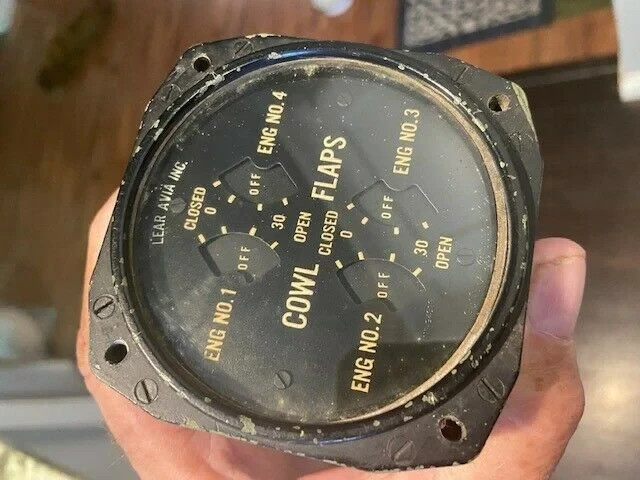 LEAR AVIA INC.
CLOSED
0
ENG NO.1 OFF OFF ENG NO.4
30
OPEN
COWL FLAPS
CLOSED
0
ENG NO.2 OFF OFF ENG NO.3
30
OPEN